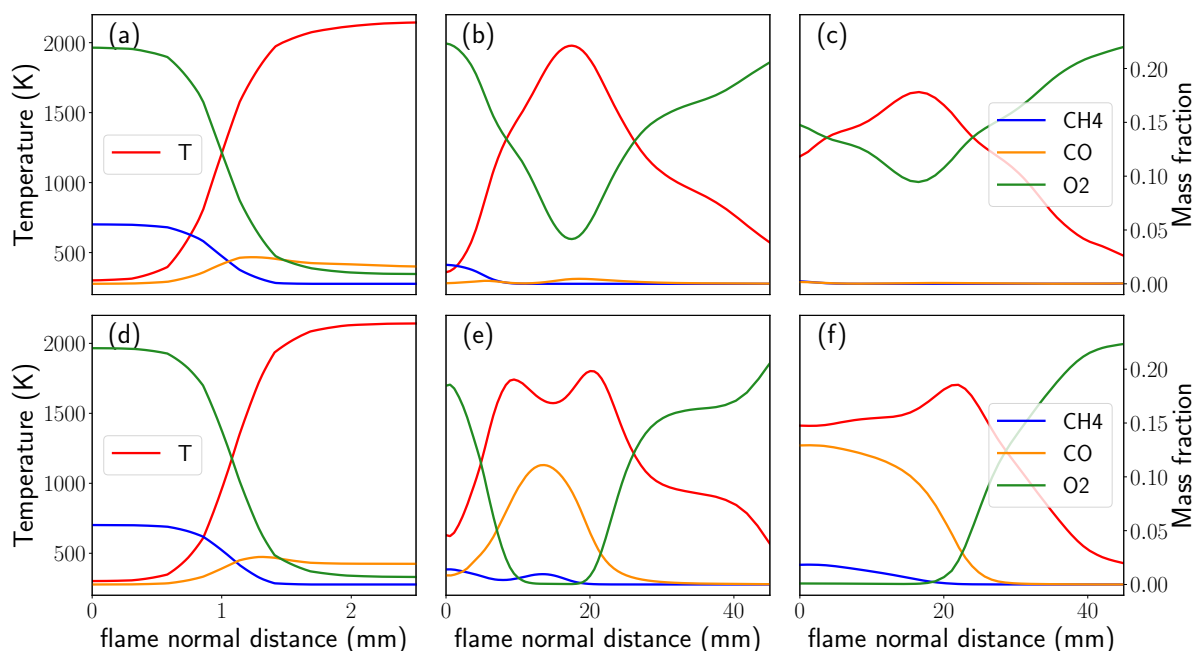 (a)
(b)
(c)
2000
1500
1000
500
Temperature (K)
T
CH4
CO
O2
0.20
0.15
0.10
0.05
0.00
Mass fraction
(d)
(e)
(f)
2000
1500
1000
500
Temperature (K)
T
CH4
CO
O2
0.20
0.15
0.10
0.05
0.00
Mass fraction
0 1 2
0 20 40
0 20 40
flame normal distance (mm)
flame normal distance (mm)
flame normal distance (mm)